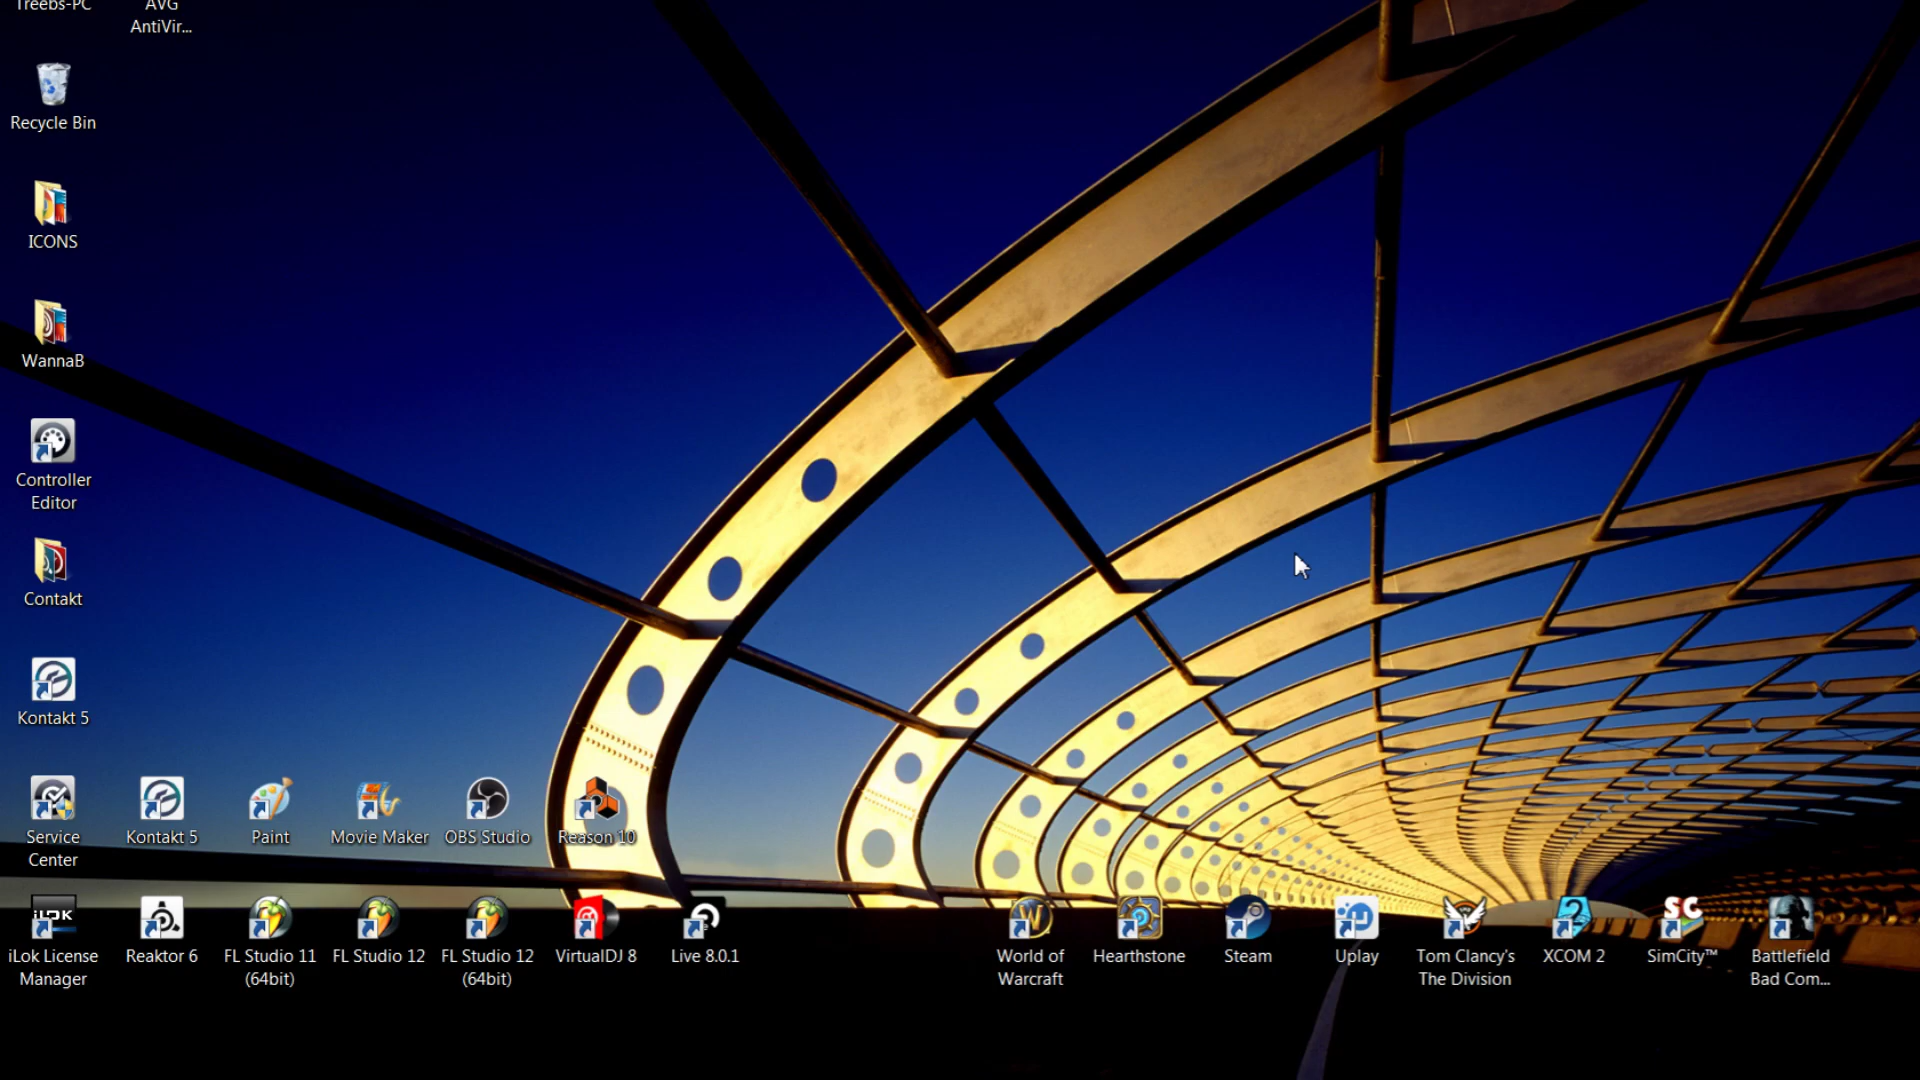 Treebs-PC
AVG
AntiVir...
Recycle Bin
ICONS
WannaB
Controller
Editor
Contakt
Kontakt 5
Service
Center
Kontakt 5
Paint
Movie Maker
OBS Studio
Reason 10
iLOK
iLok License
Manager
Reaktor 6
FL Studio 11
(64bit)
FL Studio 12
FL Studio 12
(64bit)
VirtualDJ 8
Live 8.0.1
W
World of
Warcraft
Hearthstone
Steam
Uplay
Tom Clancy's
The Division
2
XCOM 2
SC
SimCity™
Battlefield
Bad Com...